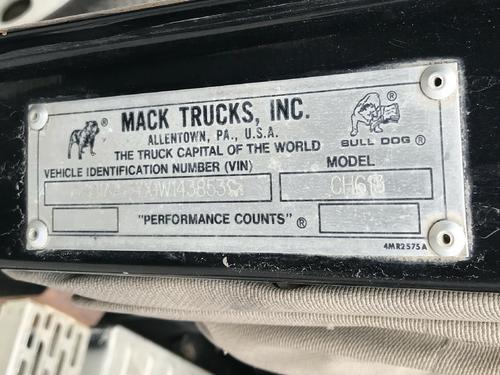 MACK TRUCKS, INC. ®
ALLENTOWN, PA., U.S.A.
THE TRUCK CAPITAL OF THE WORLD
BULL DOG ®
VEHICLE IDENTIFICATION NUMBER (VIN) MODEL
CH613
"PERFORMANCE COUNTS" ®
4MR2575A